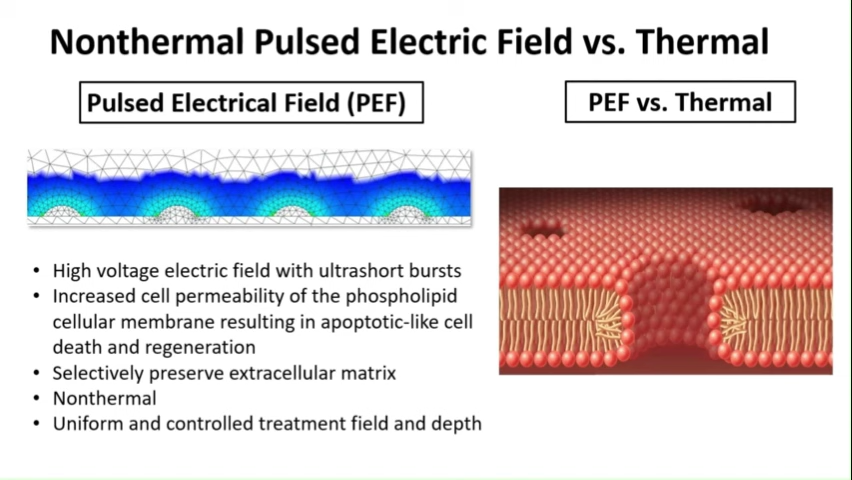 Nonthermal Pulsed Electric Field vs. Thermal
Pulsed Electrical Field (PEF)
PEF vs. Thermal
• High voltage electric field with ultrashort bursts
• Increased cell permeability of the phospholipid
cellular membrane resulting in apoptotic-like cell
death and regeneration
• Selectively preserve extracellular matrix
• Nonthermal
• Uniform and controlled treatment field and depth